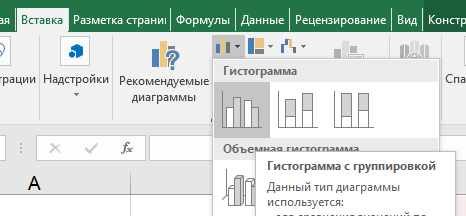 ая Вставка Разметка страни Формулы Данные Рецензирование Вид Констр
трации Надстройки Рекомендуемые диаграммы Спа
Гистограмма
Объемная гистограмма
fx
A
Гистограмма с группировкой
Данный тип диаграммы
используется: